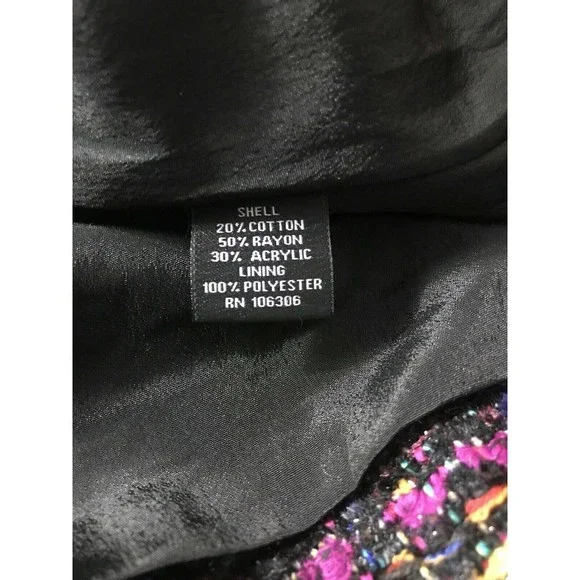 SHELL
20% COTTON
50% RAYON
30% ACRYLIC
LINING
100% POLYESTER
RN 106306